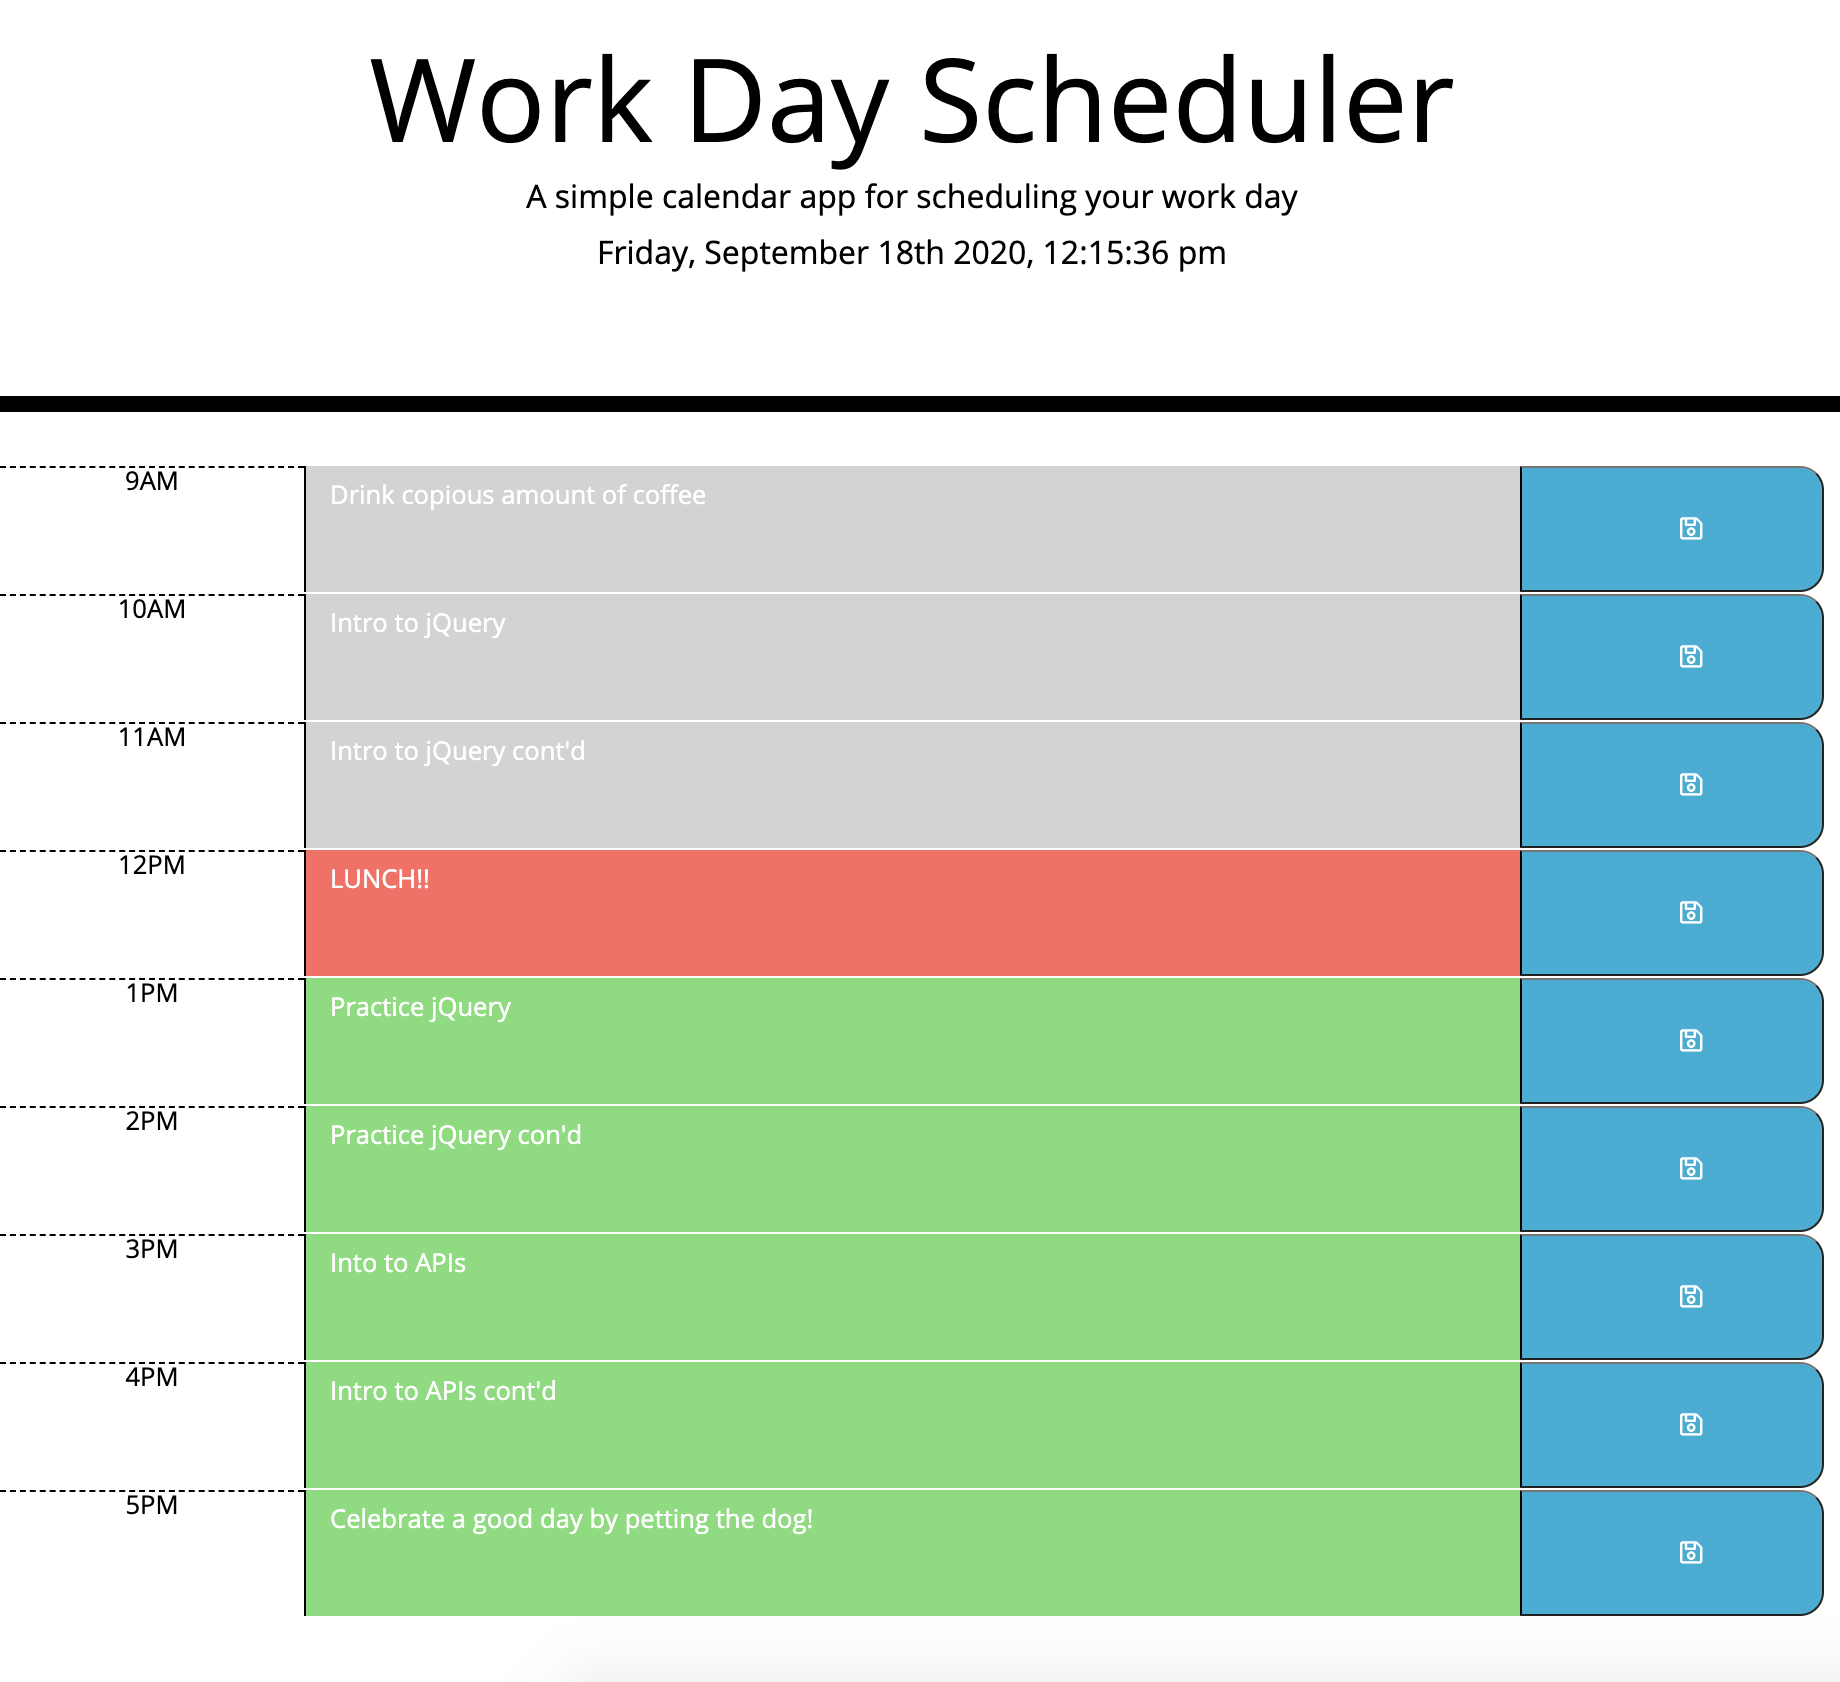 Work Day Scheduler
A simple calendar app for scheduling your work day
Friday, September 18th 2020, 12:15:36 pm
9AM
Drink copious amount of coffee
10AM
Intro to jQuery
11AM
Intro to jQuery cont'd
12PM
LUNCH!!
1PM
Practice jQuery
2PM
Practice jQuery con'd
3PM
Into to APIs
4PM
Intro to APIs cont'd
5PM
Celebrate a good day by petting the dog!